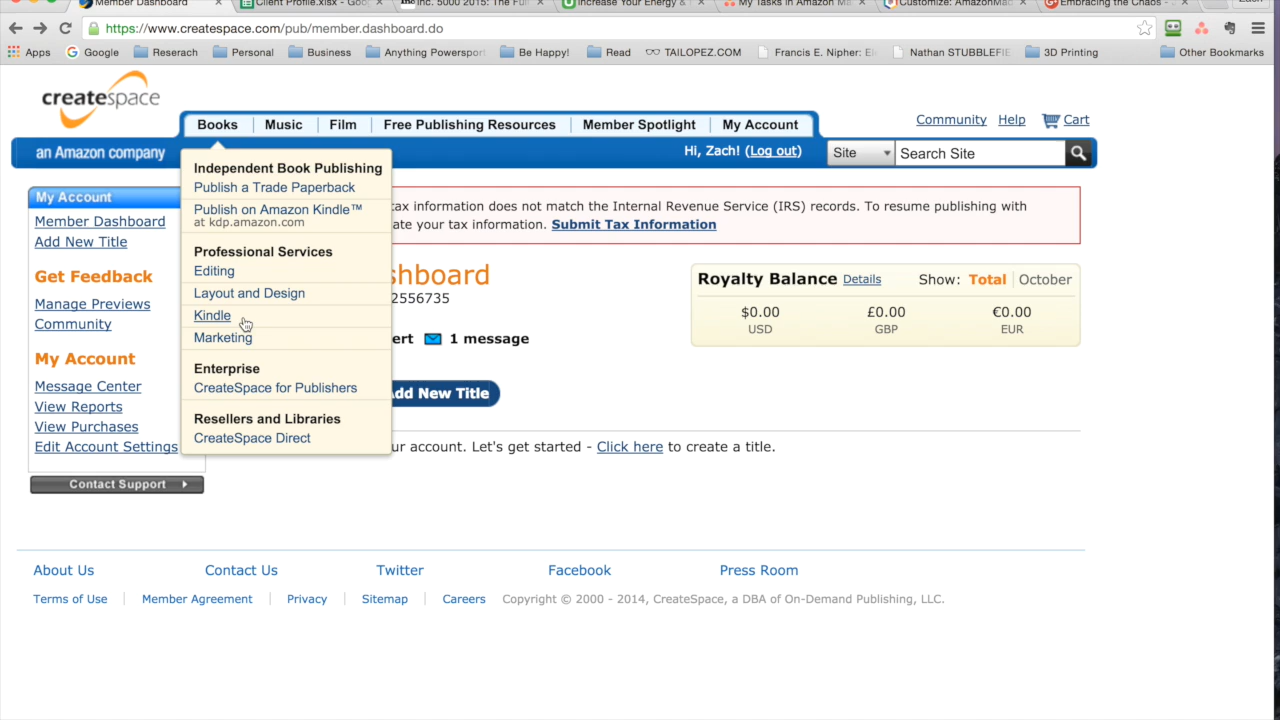 Member Dashboard
Client Profile.xlsx - Goo
Inc. 5000 2015: The Full
Increase Your Energy &
My Tasks in Amazon Ma
Customize: AmazonMad
Embracing the Chaos -
Zach
https://www.createspace.com/pub/member.dashboard.do
Apps
Google
Reserach
Personal
Business
Anything Powersport
Be Happy!
Read
TAILOPEZ.COM
Francis E. Nipher: Ele
Nathan STUBBLEFIE
3D Printing
Other Bookmarks
createspace
an Amazon company
Books
Music
Film
Free Publishing Resources
Member Spotlight
My Account
Community
Help
Cart
Hi, Zach! (Log out)
Site
Search Site
My Account
Member Dashboard
Add New Title
Get Feedback
Manage Previews
Community
My Account
Message Center
View Reports
View Purchases
Edit Account Settings
Contact Support
Independent Book Publishing
Publish a Trade Paperback
Publish on Amazon Kindle™
at kdp.amazon.com
Professional Services
Editing
Layout and Design
Kindle
Marketing
Enterprise
CreateSpace for Publishers
Resellers and Libraries
CreateSpace Direct
tax information does not match the Internal Revenue Service (IRS) records. To resume publishing with
ate your tax information. Submit Tax Information
shboard
2556735
ert 1 message
dd New Title
ur account. Let's get started - Click here to create a title.
Royalty Balance Details Show: Total October
$0.00 £0.00 €0.00
USD GBP EUR
About Us
Contact Us
Twitter
Facebook
Press Room
Terms of Use
Member Agreement
Privacy
Sitemap
Careers
Copyright © 2000 - 2014, CreateSpace, a DBA of On-Demand Publishing, LLC.